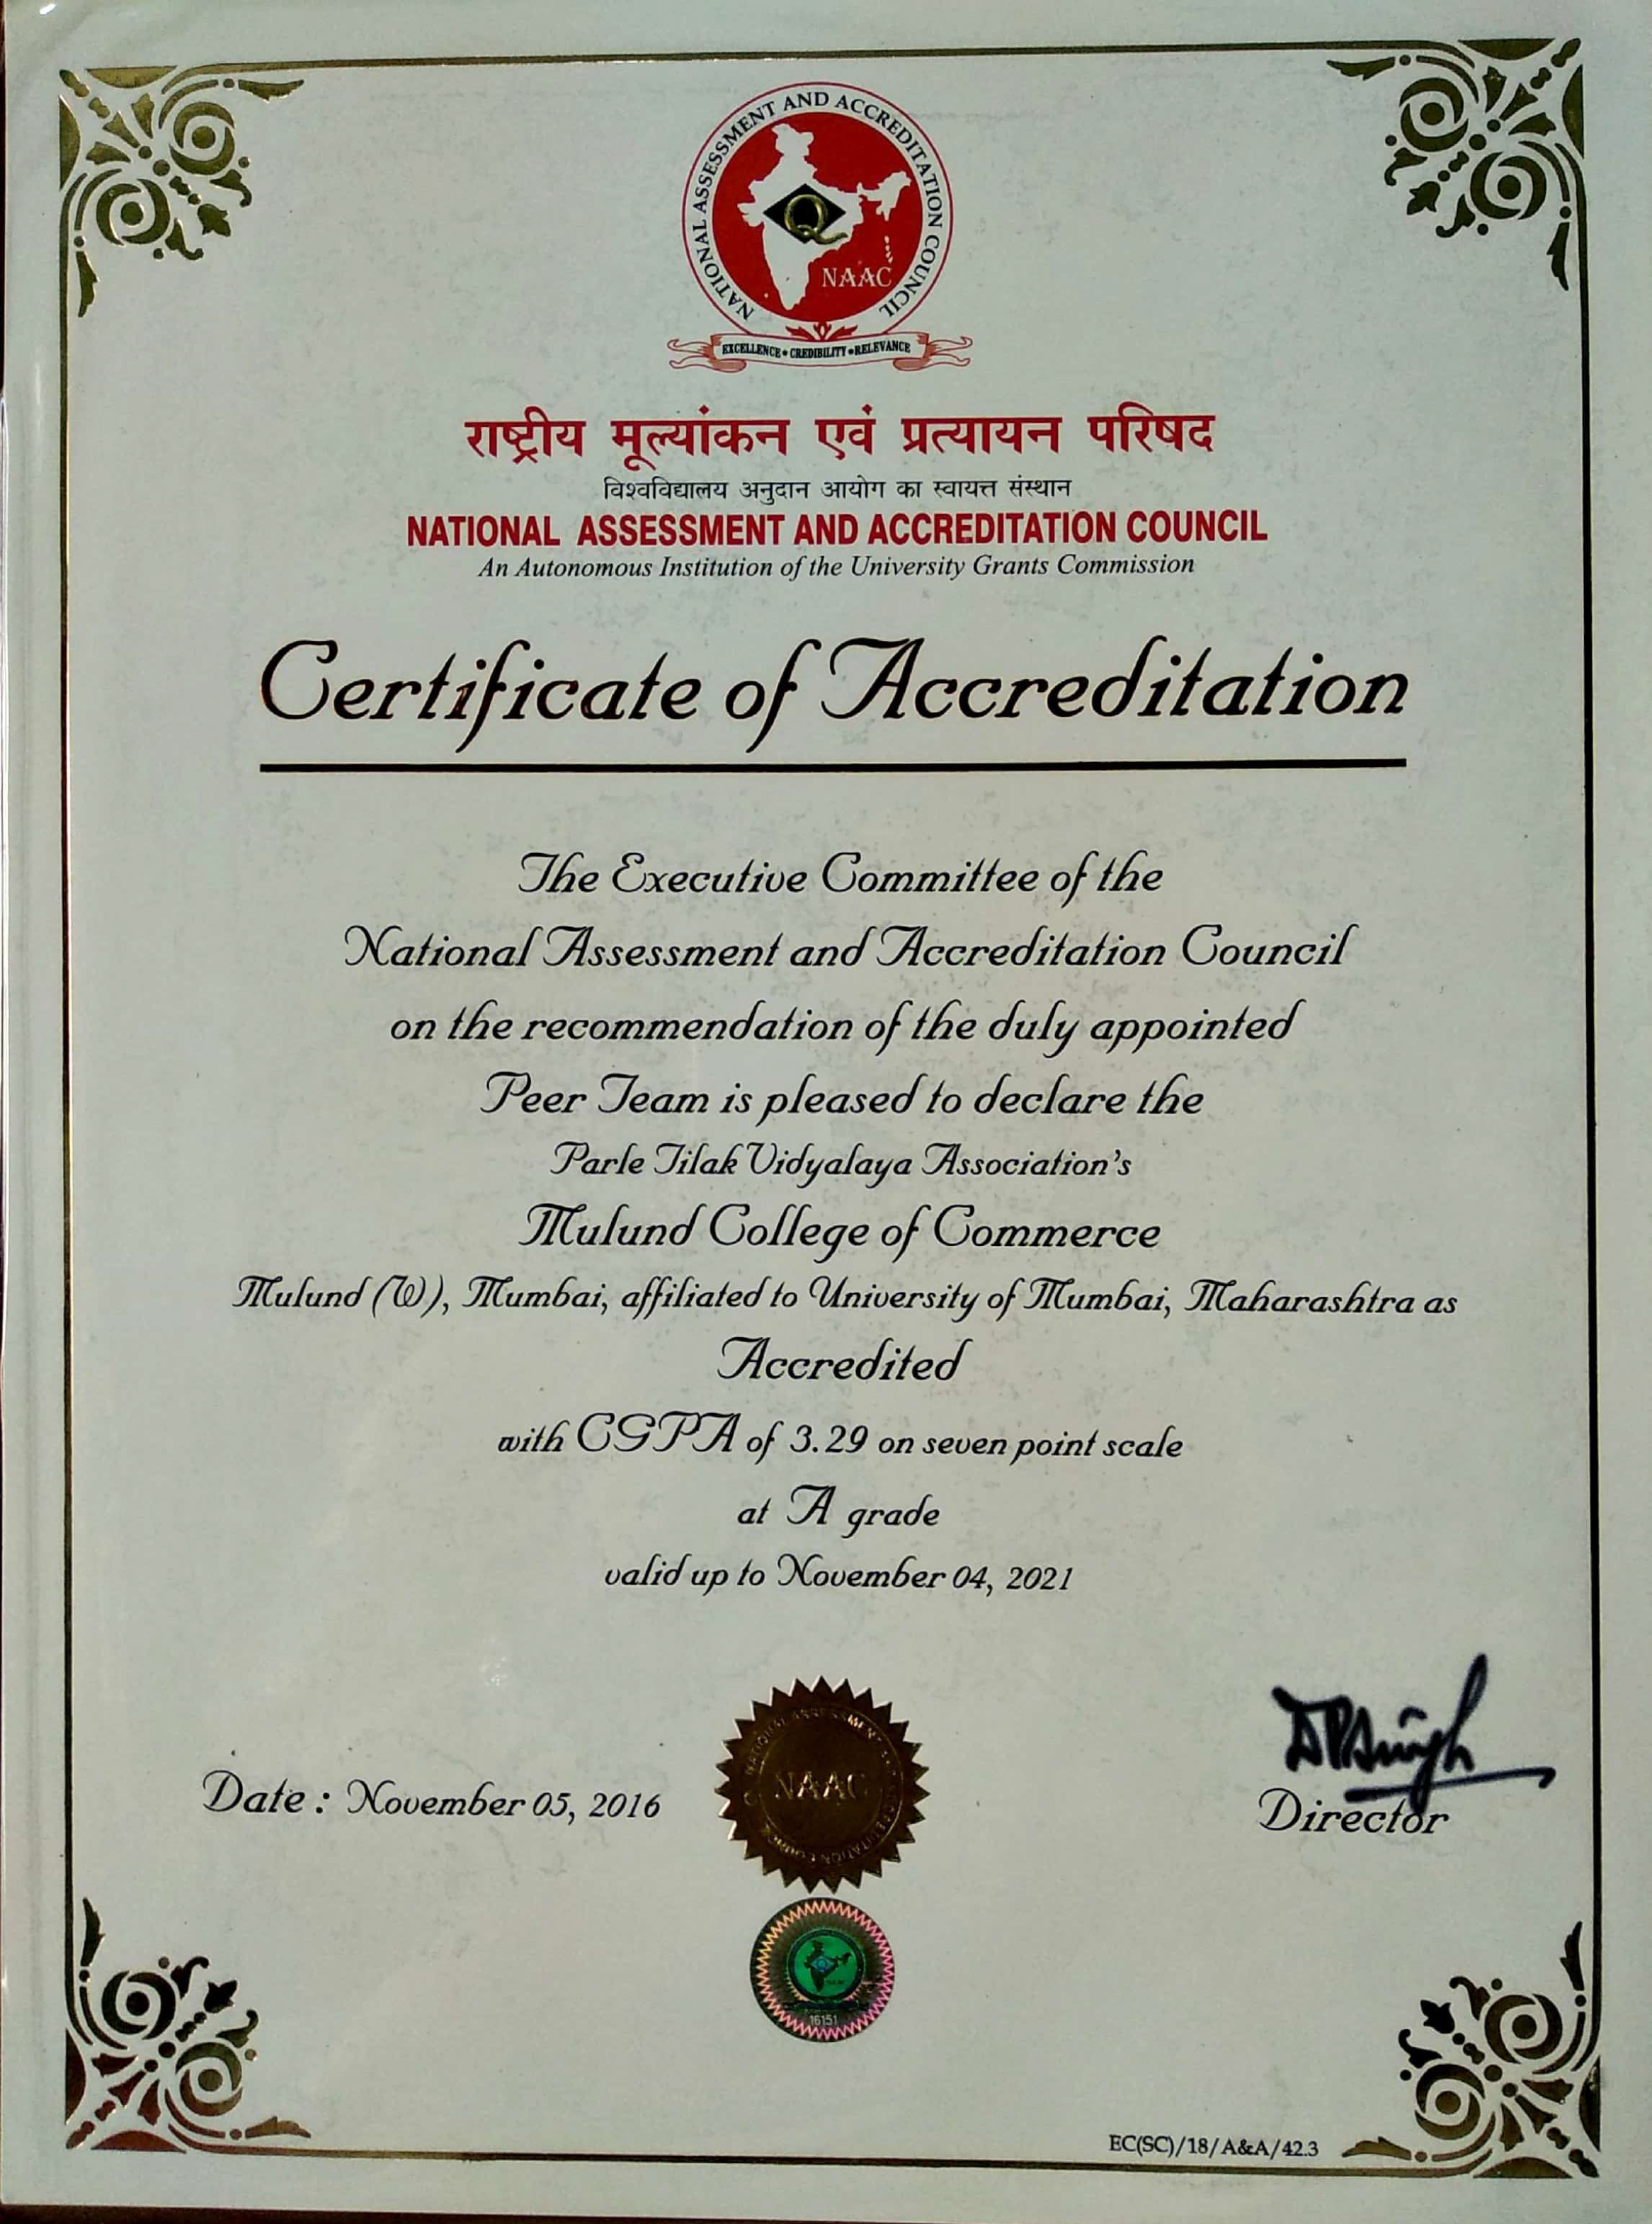 NATIONAL ASSESSMENT AND ACCREDITATION COUNCIL
Q
NAAC
EXCELLENCE • CREDIBILITY • RELEVANCE
राष्ट्रीय मूल्यांकन एवं प्रत्यायन परिषद
विश्वविद्यालय अनुदान आयोग का स्वायत्त संस्थान
NATIONAL ASSESSMENT AND ACCREDITATION COUNCIL
An Autonomous Institution of the University Grants Commission
Certificate of Accreditation
The Executive Committee of the
National Assessment and Accreditation Council
on the recommendation of the duly appointed
Peer Team is pleased to declare the
Parle Tilak Vidyalaya Association's
Mulund College of Commerce
Mulund (W), Mumbai, affiliated to University of Mumbai, Maharashtra as
Accredited
with CGPA of 3.29 on seven point scale
at A grade
valid up to November 04, 2021
DPSingh
Date : November 05, 2016
NAAC
Director
16151
EC(SC)/18/A&A/42.3